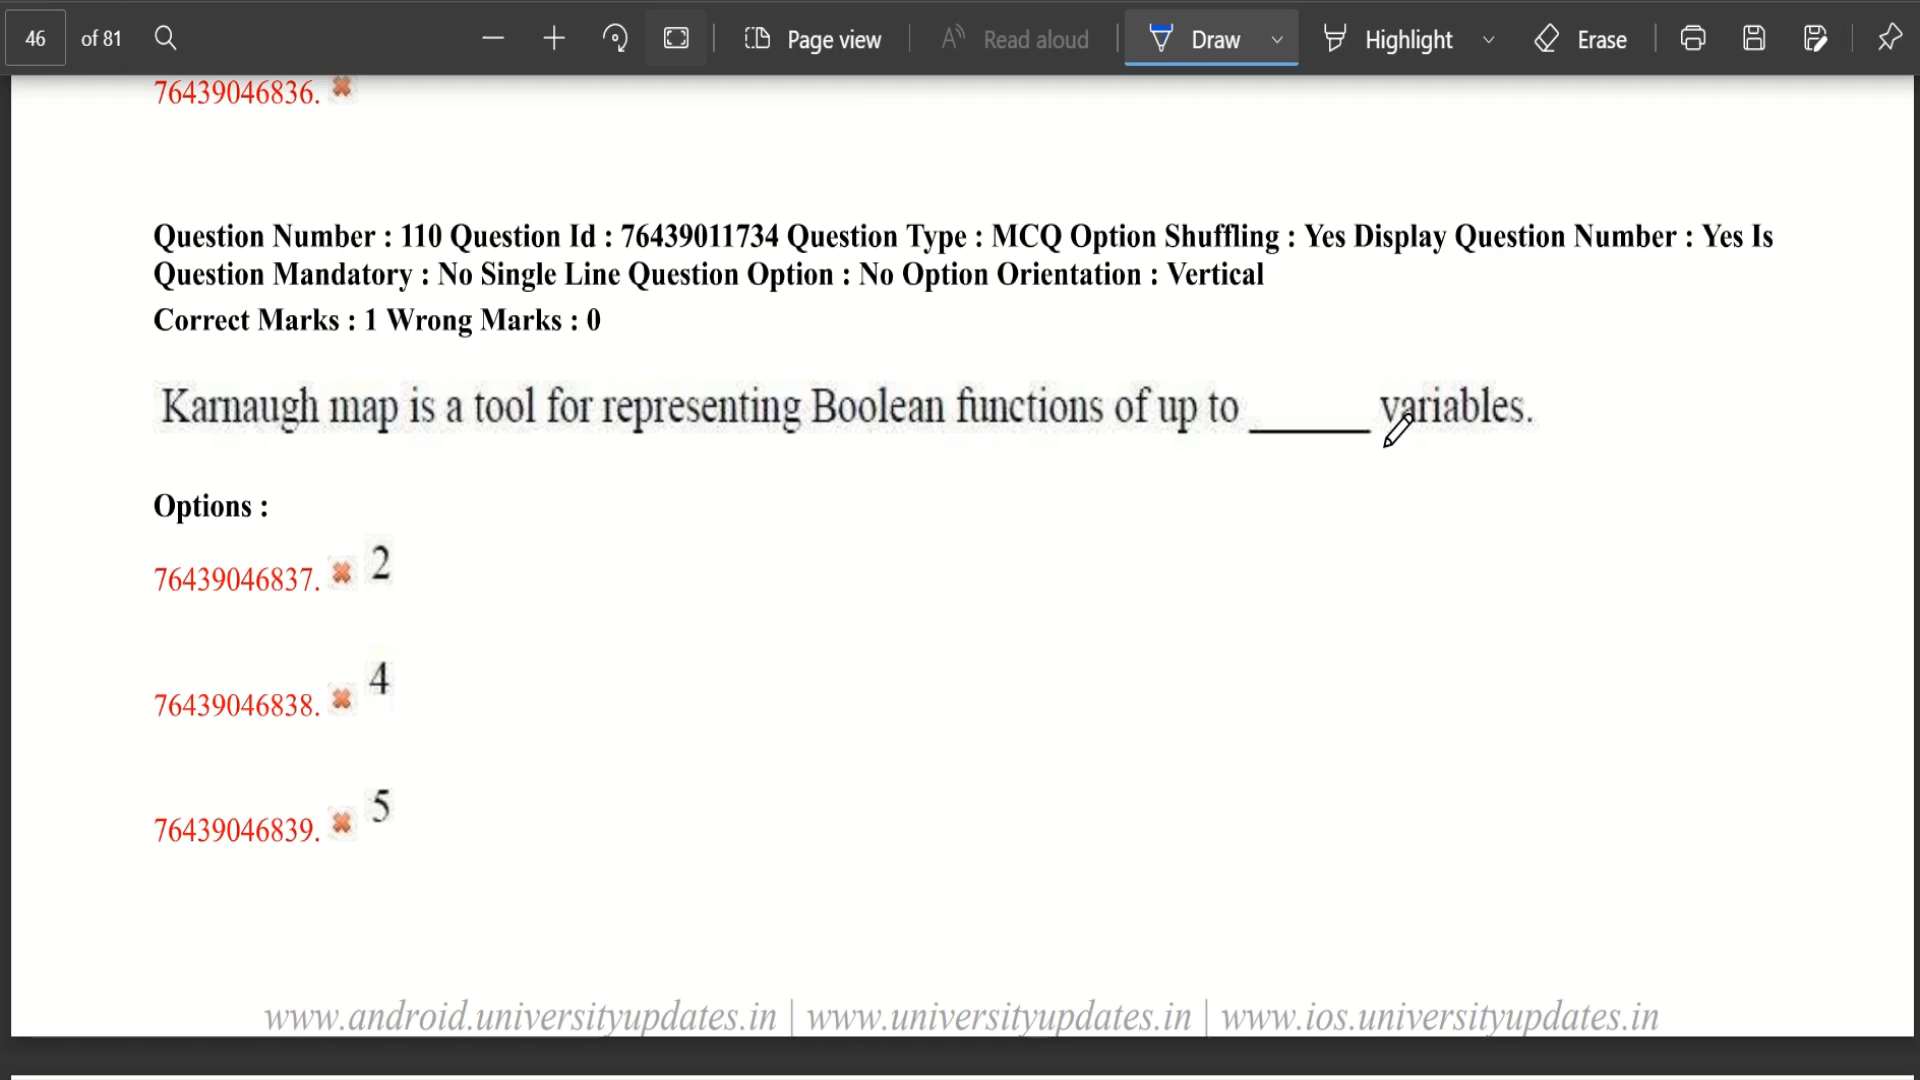 46 of 81 Page view Read aloud Draw Highlight Erase
76439046836.
Question Number : 110 Question Id : 76439011734 Question Type : MCQ Option Shuffling : Yes Display Question Number : Yes Is
Question Mandatory : No Single Line Question Option : No Option Orientation : Vertical
Correct Marks : 1 Wrong Marks : 0
Karnaugh map is a tool for representing Boolean functions of up to ______ variables.
Options :
76439046837. 2
76439046838. 4
76439046839. 5
www.android.universityupdates.in | www.universityupdates.in | www.ios.universityupdates.in